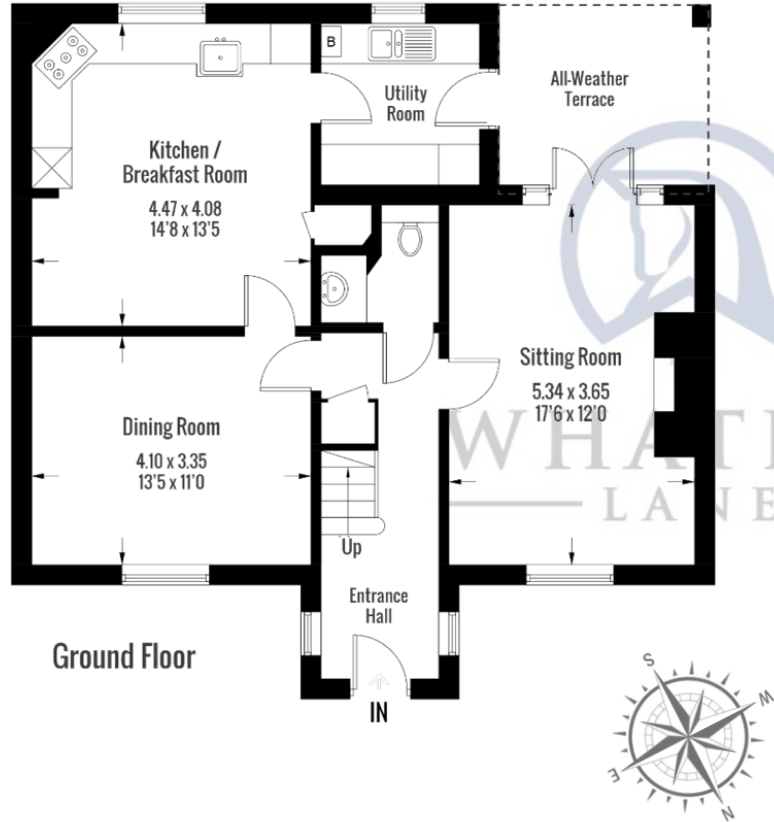 B
Utility
Room
All-Weather
Terrace
Kitchen /
Breakfast Room
4.47 x 4.08
14'8 x 13'5
Sitting Room
5.34 x 3.65
17'6 x 12'0
Dining Room
4.10 x 3.35
13'5 x 11'0
WHAT
LANE
Up
Entrance
Hall
Ground Floor
IN
S
W
E
N